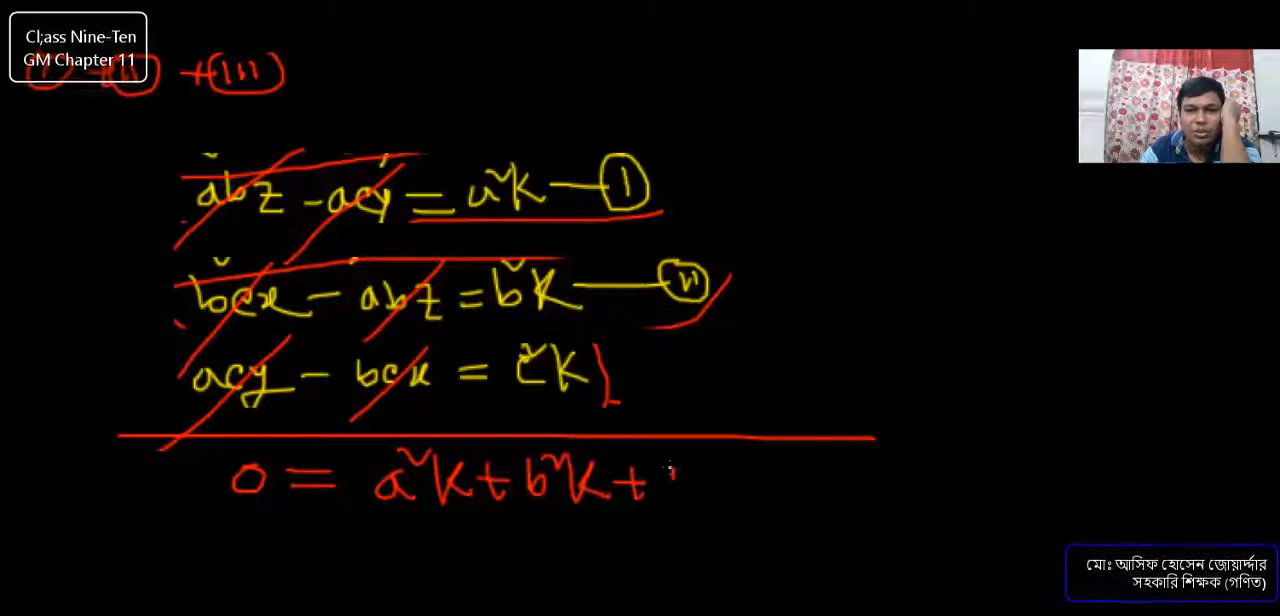 Cl;ass Nine-Ten
GM Chapter 11
(i) + (ii) + (iii)
abz - acy = a²k — (i)
bcx - abz = b²k — (ii)
acy - bcx = c²k
0 = a²k + b²k +
মোঃ আসিফ হোসেন জোয়ার্দ্দার
সহকারি শিক্ষক (গণিত)